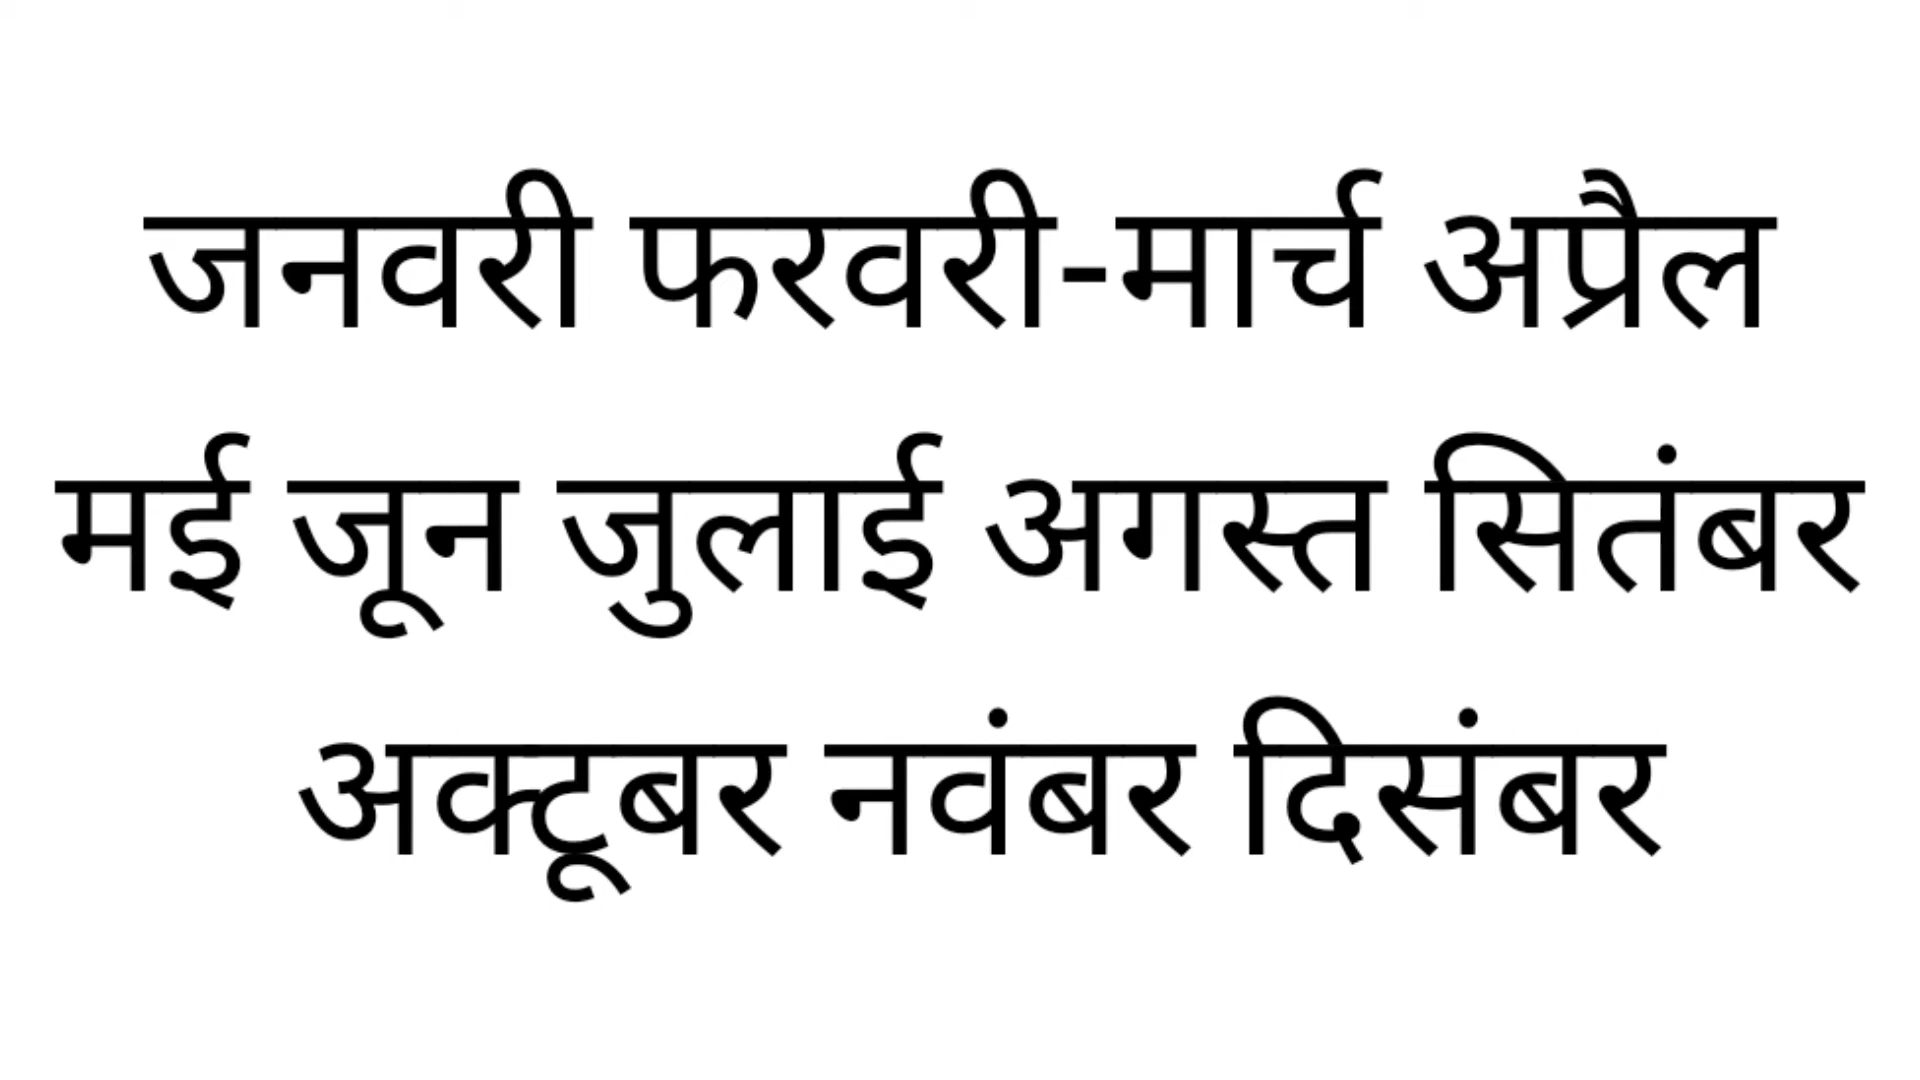 जनवरी फरवरी-मार्च अप्रैल
मई जून जुलाई अगस्त सितंबर
अक्टूबर नवंबर दिसंबर